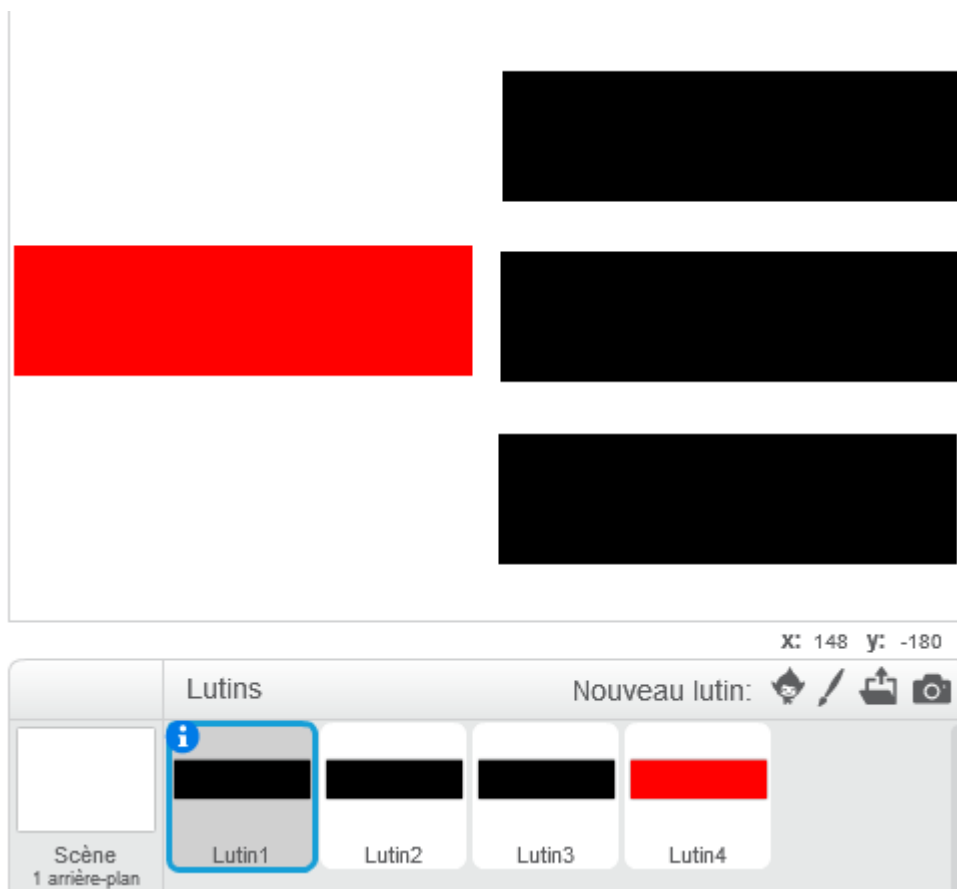 x: 148 y: -180
Lutins Nouveau lutin:
Scène
1 arrière-plan
Lutin1 Lutin2 Lutin3 Lutin4